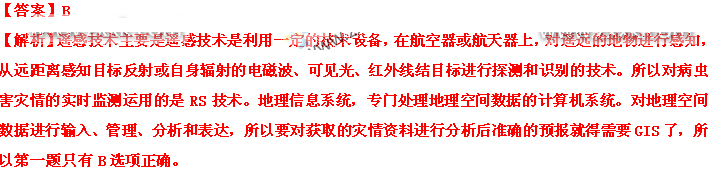 【答案】B
【解析】遥感技术主要是遥感技术是利用一定的技术设备，在航空器或航天器上，对遥远的地物进行感知，
从远距离感知目标反射或自身辐射的电磁波、可见光、红外线结目标进行探测和识别的技术。所以对病虫
害灾情的实时监测运用的是 RS 技术。地理信息系统，专门处理地理空间数据的计算机系统。对地理空间
数据进行输入、管理、分析和表达，所以要对获取的灾情资料进行分析后准确的预报就得需要 GIS 了，所
以第一题只有 B 选项正确。